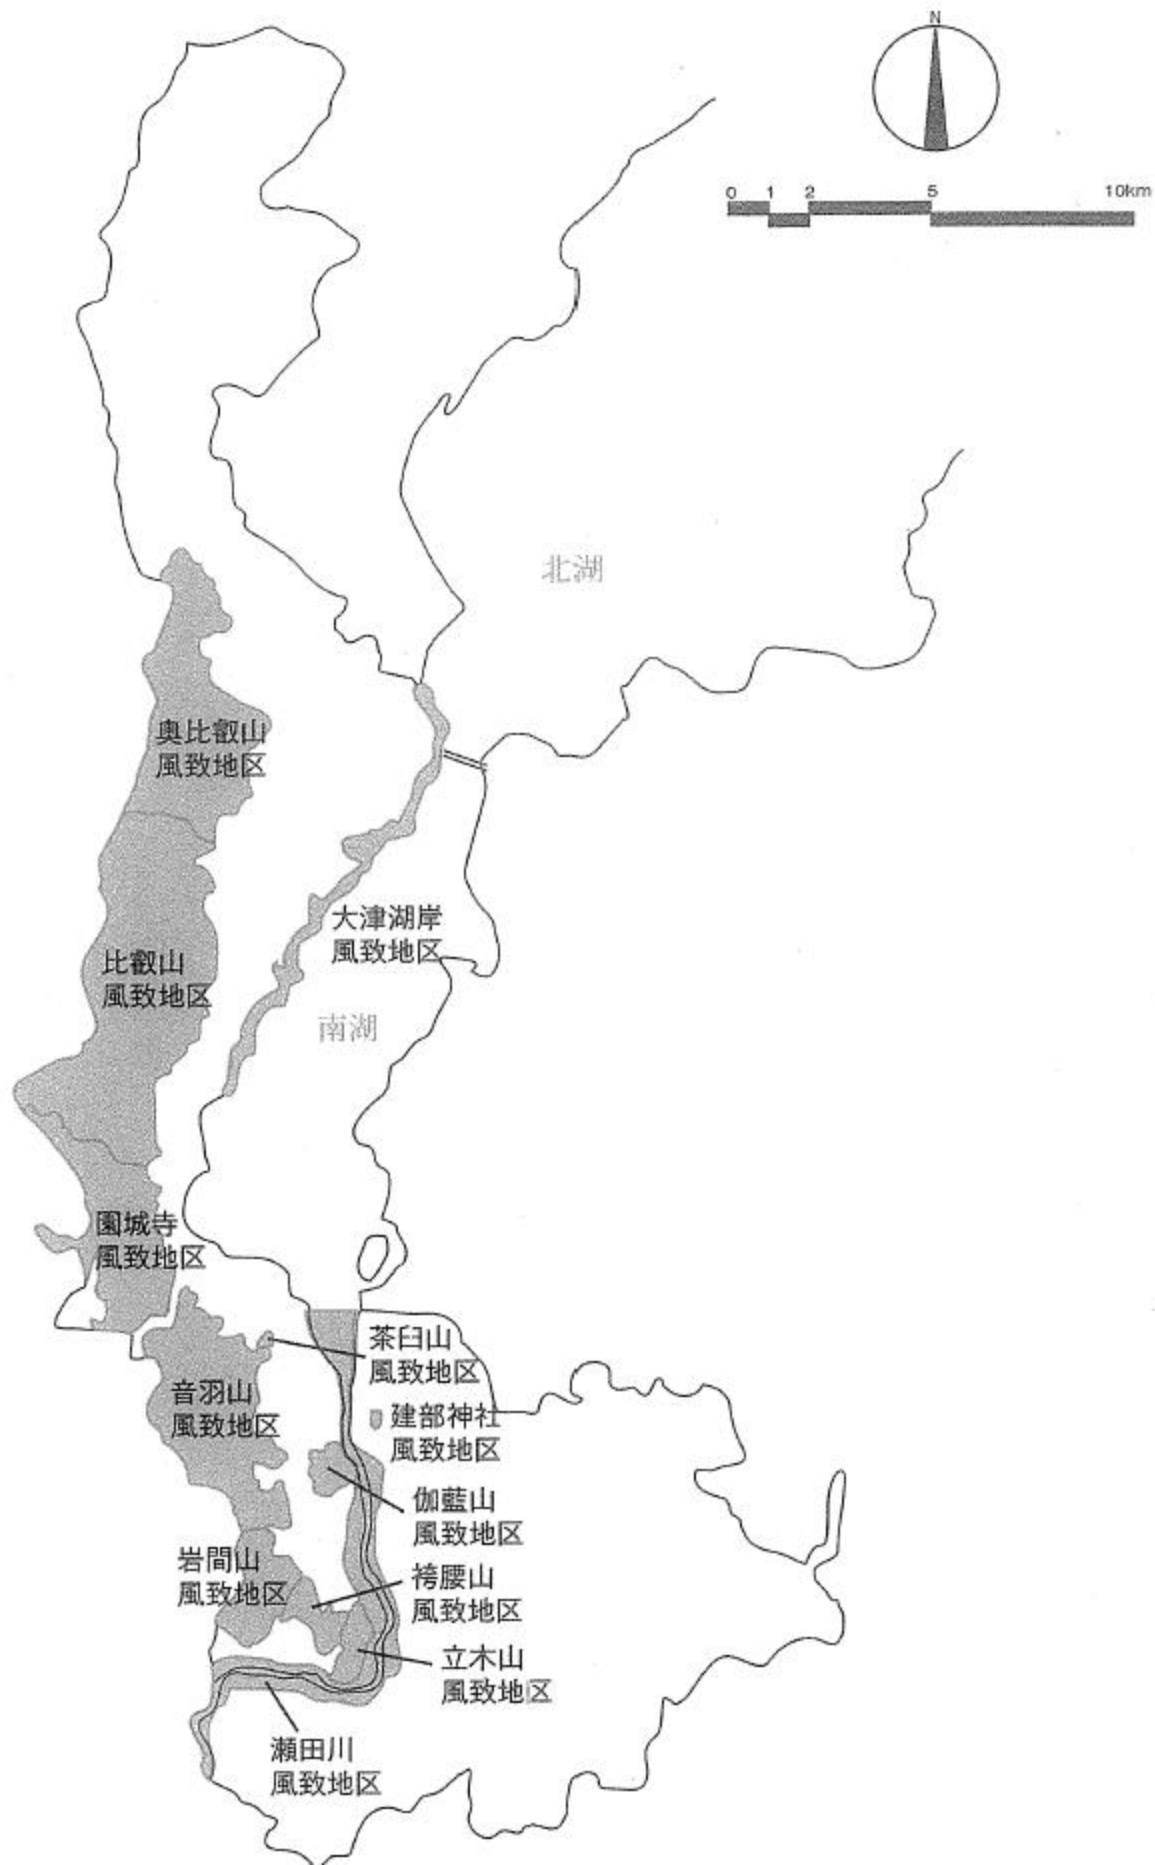 N
0 1 2 5 10km
北湖
奥比叡山
風致地区
大津湖岸
風致地区
比叡山
風致地区
南湖
園城寺
風致地区
茶臼山
風致地区
音羽山
風致地区
建部神社
風致地区
伽藍山
風致地区
岩間山
風致地区
袴腰山
風致地区
立木山
風致地区
瀬田川
風致地区